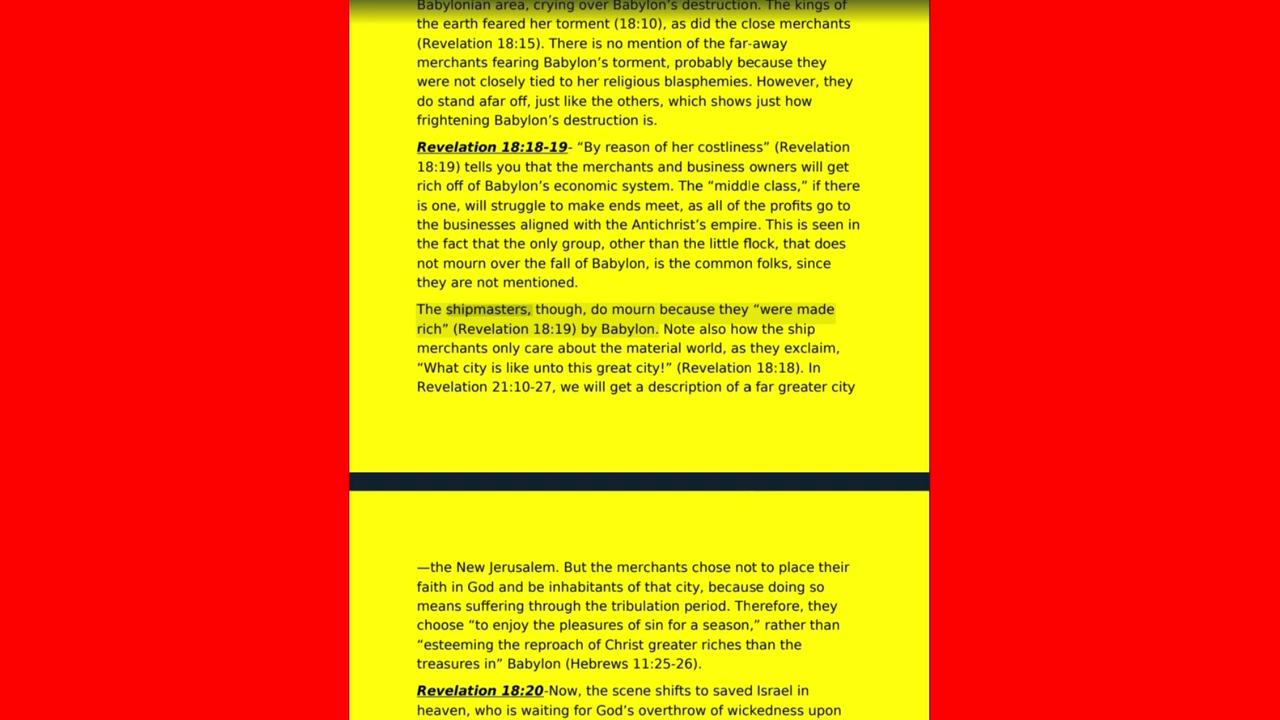 Babylonian area, crying over Babylon’s destruction. The kings of
the earth feared her torment (18:10), as did the close merchants
(Revelation 18:15). There is no mention of the far-away
merchants fearing Babylon’s torment, probably because they
were not closely tied to her religious blasphemies. However, they
do stand afar off, just like the others, which shows just how
frightening Babylon’s destruction is.
Revelation 18:18-19- “By reason of her costliness” (Revelation
18:19) tells you that the merchants and business owners will get
rich off of Babylon’s economic system. The “middle class,” if there
is one, will struggle to make ends meet, as all of the profits go to
the businesses aligned with the Antichrist’s empire. This is seen in
the fact that the only group, other than the little flock, that does
not mourn over the fall of Babylon, is the common folks, since
they are not mentioned.
The shipmasters, though, do mourn because they “were made
rich” (Revelation 18:19) by Babylon. Note also how the ship
merchants only care about the material world, as they exclaim,
“What city is like unto this great city!” (Revelation 18:18). In
Revelation 21:10-27, we will get a description of a far greater city
—the New Jerusalem. But the merchants chose not to place their
faith in God and be inhabitants of that city, because doing so
means suffering through the tribulation period. Therefore, they
choose “to enjoy the pleasures of sin for a season,” rather than
“esteeming the reproach of Christ greater riches than the
treasures in” Babylon (Hebrews 11:25-26).
Revelation 18:20-Now, the scene shifts to saved Israel in
heaven, who is waiting for God’s overthrow of wickedness upon